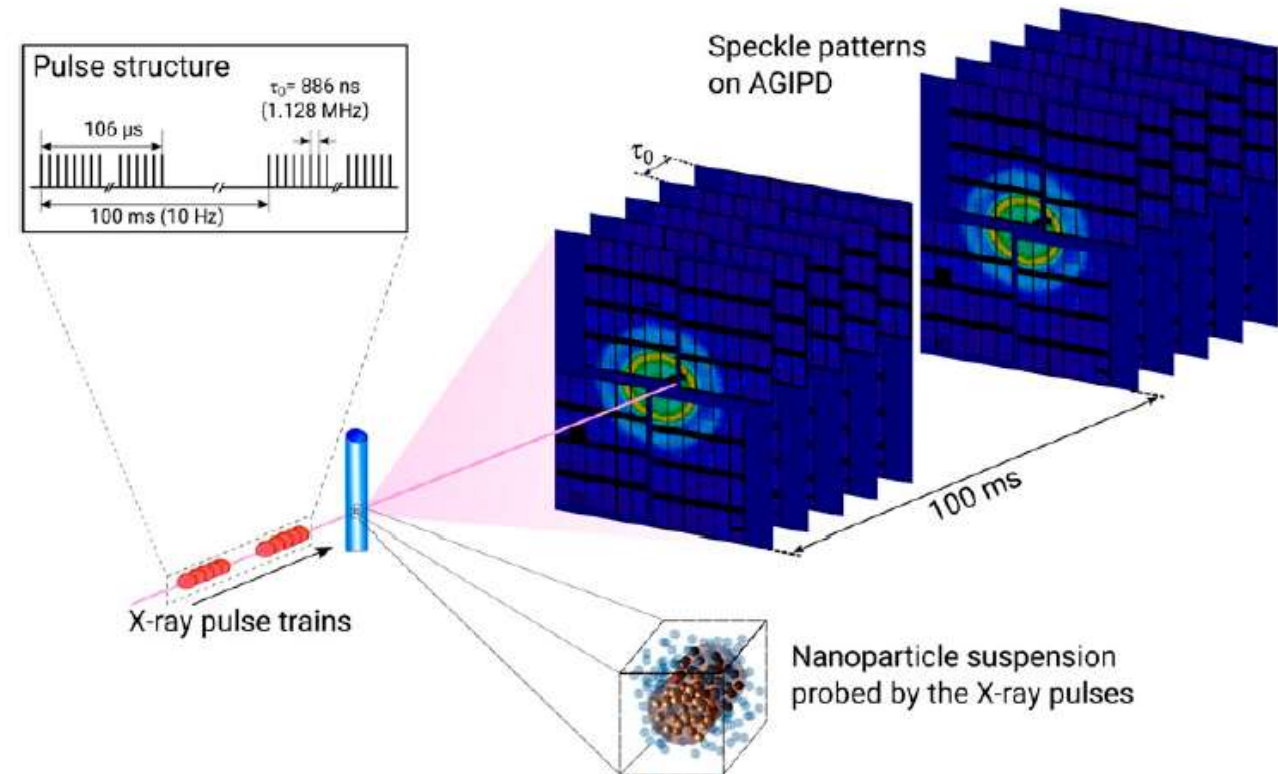 Pulse structure
τ₀= 886 ns
(1.128 MHz)
106 μs
100 ms (10 Hz)
Speckle patterns
on AGIPD
τ₀
100 ms
X-ray pulse trains
Nanoparticle suspension
probed by the X-ray pulses